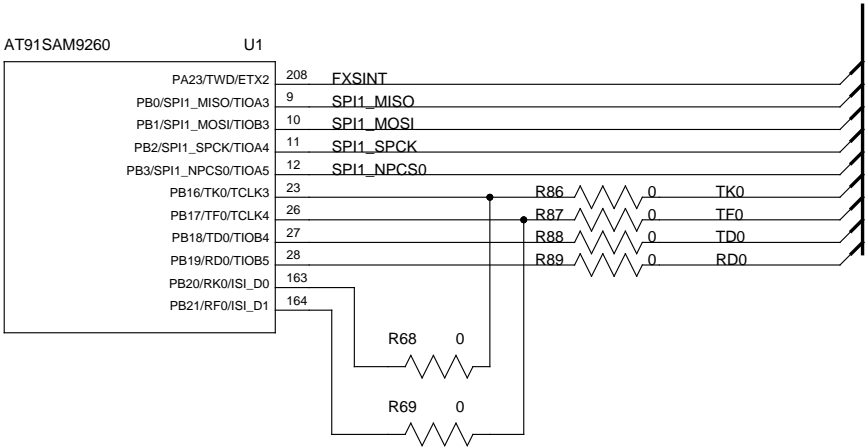 AT91SAM9260 U1
PA23/TWD/ETX2 208 FXSINT
PB0/SPI1_MISO/TIOA3 9 SPI1_MISO
PB1/SPI1_MOSI/TIOB3 10 SPI1_MOSI
PB2/SPI1_SPCK/TIOA4 11 SPI1_SPCK
PB3/SPI1_NPCS0/TIOA5 12 SPI1_NPCS0
PB16/TK0/TCLK3 23 R86 0 TK0
PB17/TF0/TCLK4 26 R87 0 TF0
PB18/TD0/TIOB4 27 R88 0 TD0
PB19/RD0/TIOB5 28 R89 0 RD0
PB20/RK0/ISI_D0 163
PB21/RF0/ISI_D1 164
R68 0
R69 0